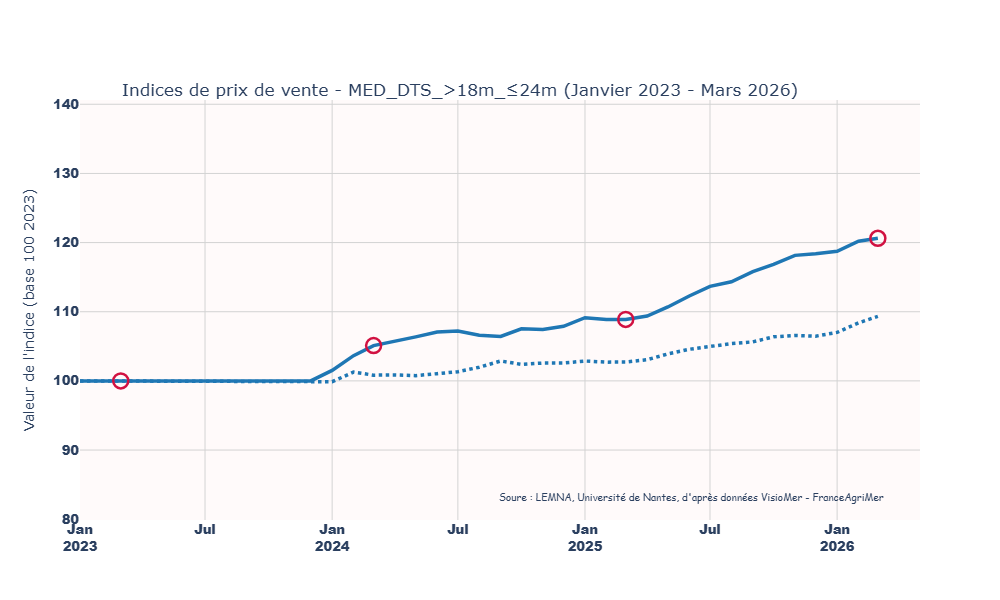 Indices de prix de vente - MED_DTS_>18m_≤24m (Janvier 2023 - Mars 2026)
Valeur de l'indice (base 100 2023)
140
130
120
110
100
90
80
Soure : LEMNA, Université de Nantes, d'après données VisioMer - FranceAgriMer
Jan Jul Jan Jul Jan Jul Jan
2023 2024 2025 2026